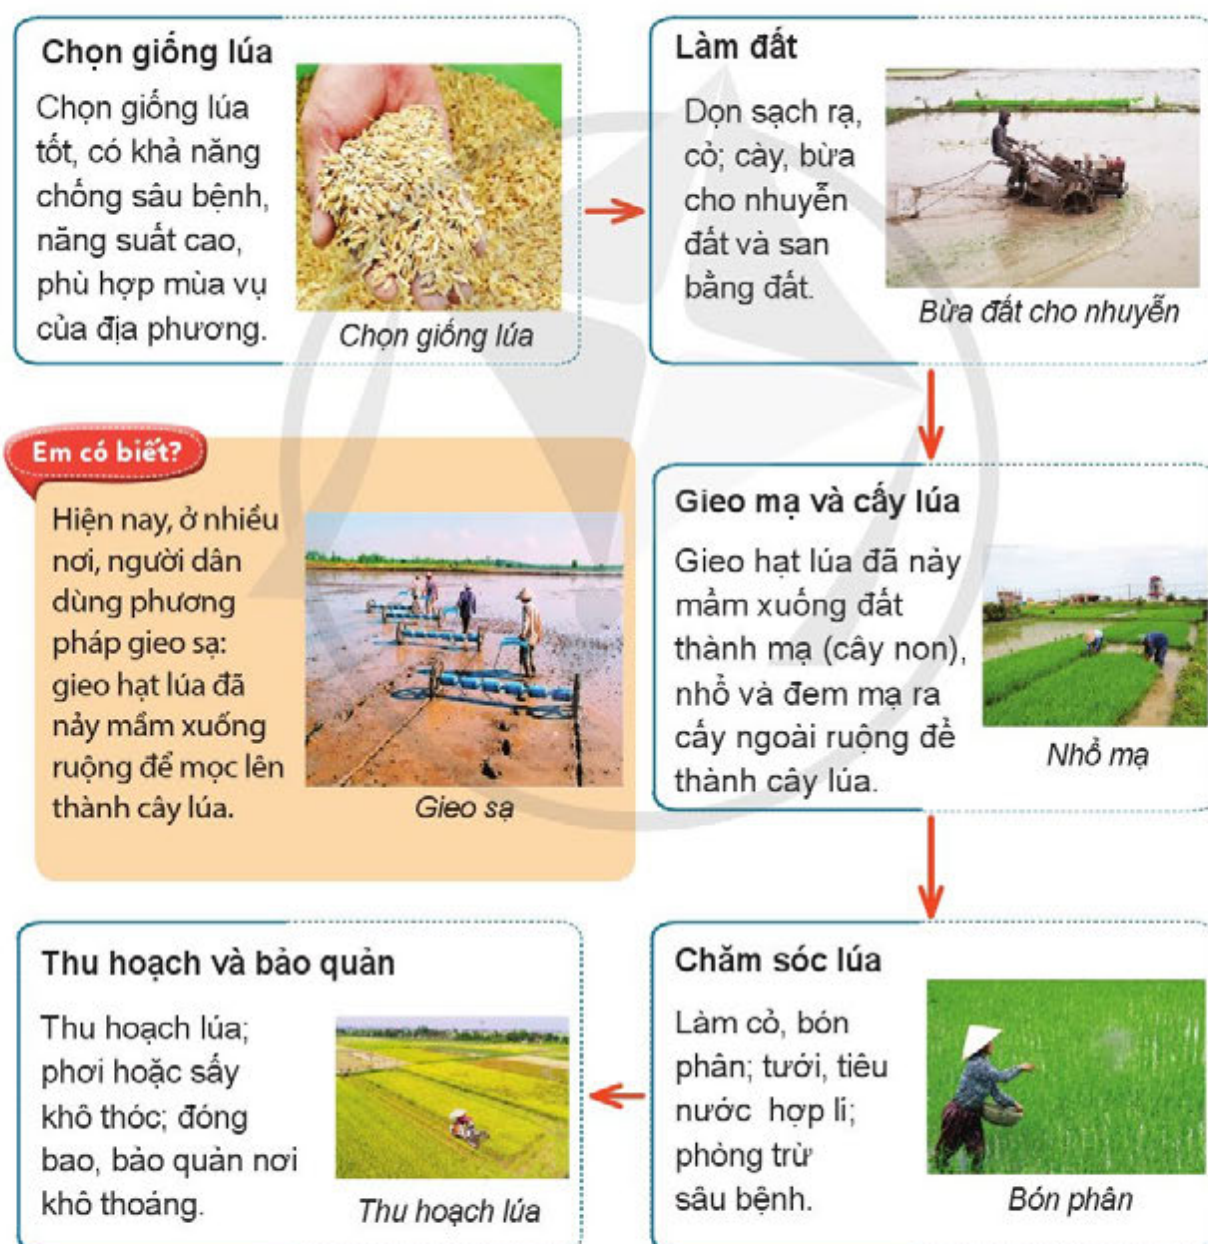 Chọn giống lúa
Chọn giống lúa
tốt, có khả năng
chống sâu bệnh,
năng suất cao,
phù hợp mùa vụ
của địa phương.
Chọn giống lúa
Làm đất
Dọn sạch rạ,
cỏ; cày, bừa
cho nhuyễn
đất và san
bằng đất.
Bừa đất cho nhuyễn
Em có biết?
Hiện nay, ở nhiều
nơi, người dân
dùng phương
pháp gieo sạ:
gieo hạt lúa đã
nảy mầm xuống
ruộng để mọc lên
thành cây lúa.
Gieo sạ
Gieo mạ và cấy lúa
Gieo hạt lúa đã nảy
mầm xuống đất
thành mạ (cây non),
nhổ và đem mạ ra
cấy ngoài ruộng để
thành cây lúa.
Nhổ mạ
Chăm sóc lúa
Làm cỏ, bón
phân; tưới, tiêu
nước hợp lí;
phòng trừ
sâu bệnh.
Bón phân
Thu hoạch và bảo quản
Thu hoạch lúa;
phơi hoặc sấy
khô thóc; đóng
bao, bảo quản nơi
khô thoáng.
Thu hoạch lúa